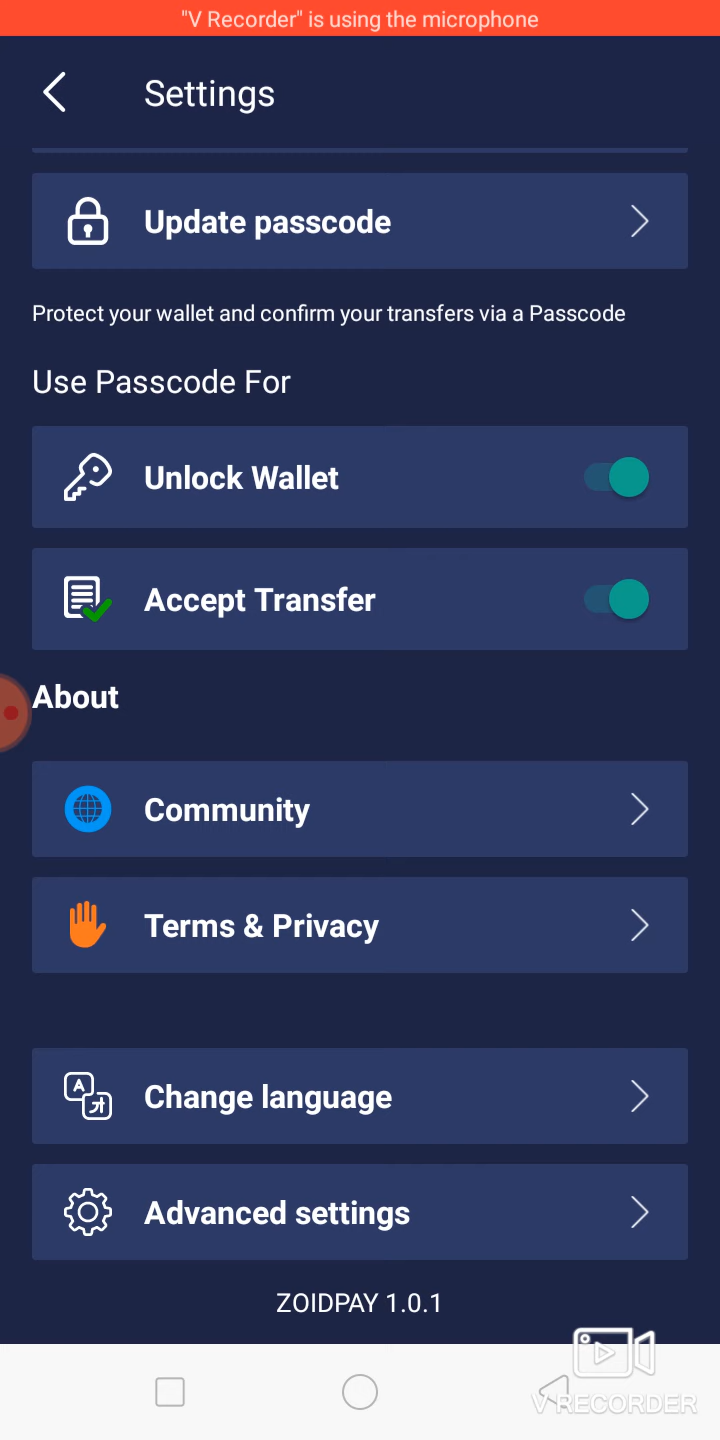 "V Recorder" is using the microphone
Settings
Update passcode
Protect your wallet and confirm your transfers via a Passcode
Use Passcode For
Unlock Wallet
Accept Transfer
About
Community
Terms & Privacy
Change language
Advanced settings
ZOIDPAY 1.0.1
V RECORDER